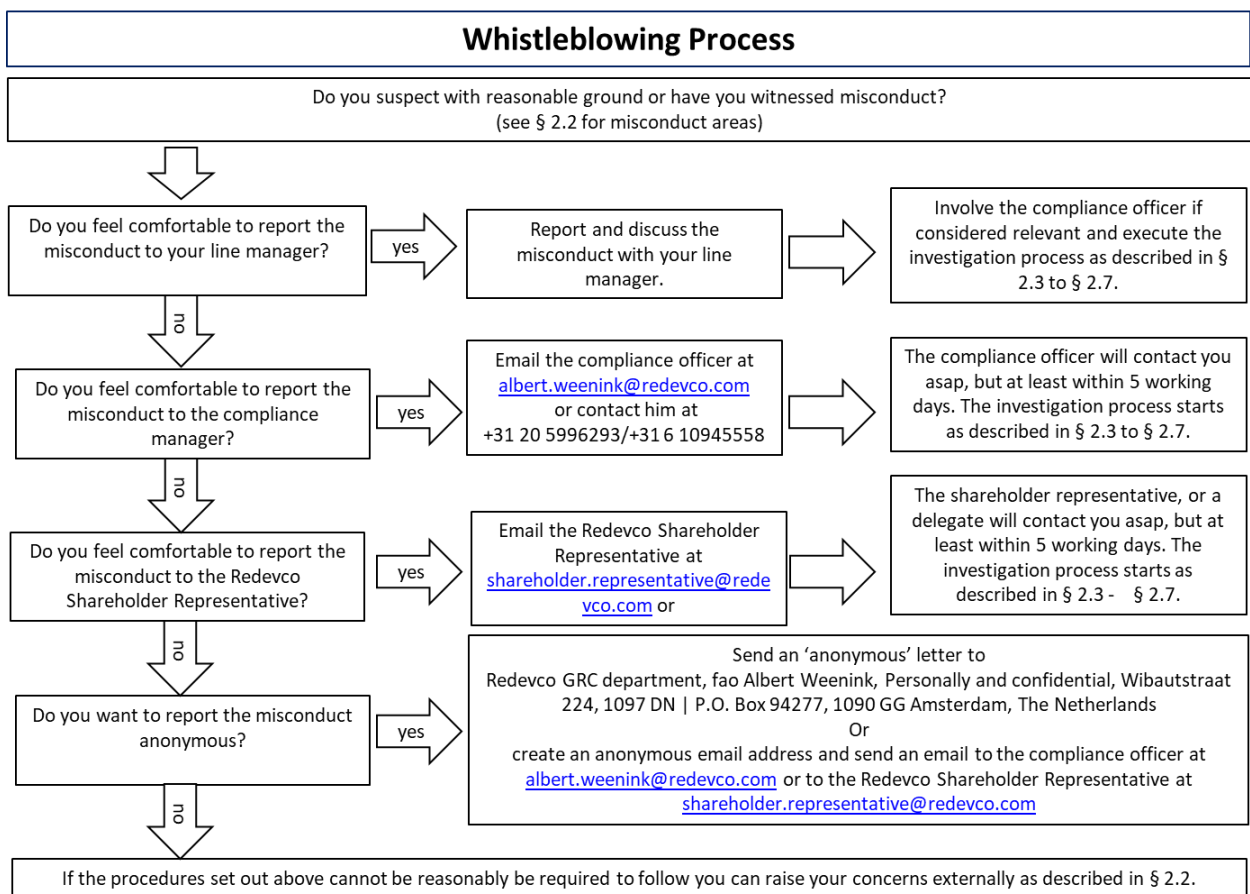 Whistleblowing Process
Do you suspect with reasonable ground or have you witnessed misconduct?
(see § 2.2 for misconduct areas)
Do you feel comfortable to report the
misconduct to your line manager?
yes
Report and discuss the
misconduct with your line
manager.
Involve the compliance officer if
considered relevant and execute the
investigation process as described in §
2.3 to § 2.7.
no
Do you feel comfortable to report the
misconduct to the compliance
manager?
yes
Email the compliance officer at
albert.weenink@redevco.com
or contact him at
+31 20 5996293/+31 6 10945558
The compliance officer will contact you
asap, but at least within 5 working
days. The investigation process starts
as described in § 2.3 to § 2.7.
no
Do you feel comfortable to report the
misconduct to the Redevco
Shareholder Representative?
yes
Email the Redevco Shareholder
Representative at
shareholder.representative@rede
vco.com or
The shareholder representative, or a
delegate will contact you asap, but at
least within 5 working days. The
investigation process starts as
described in § 2.3 - § 2.7.
no
Do you want to report the misconduct
anonymous?
yes
Send an ‘anonymous’ letter to
Redevco GRC department, fao Albert Weenink, Personally and confidential, Wibautstraat
224, 1097 DN | P.O. Box 94277, 1090 GG Amsterdam, The Netherlands
Or
create an anonymous email address and send an email to the compliance officer at
albert.weenink@redevco.com or to the Redevco Shareholder Representative at
shareholder.representative@redevco.com
no
If the procedures set out above cannot be reasonably be required to follow you can raise your concerns externally as described in § 2.2.